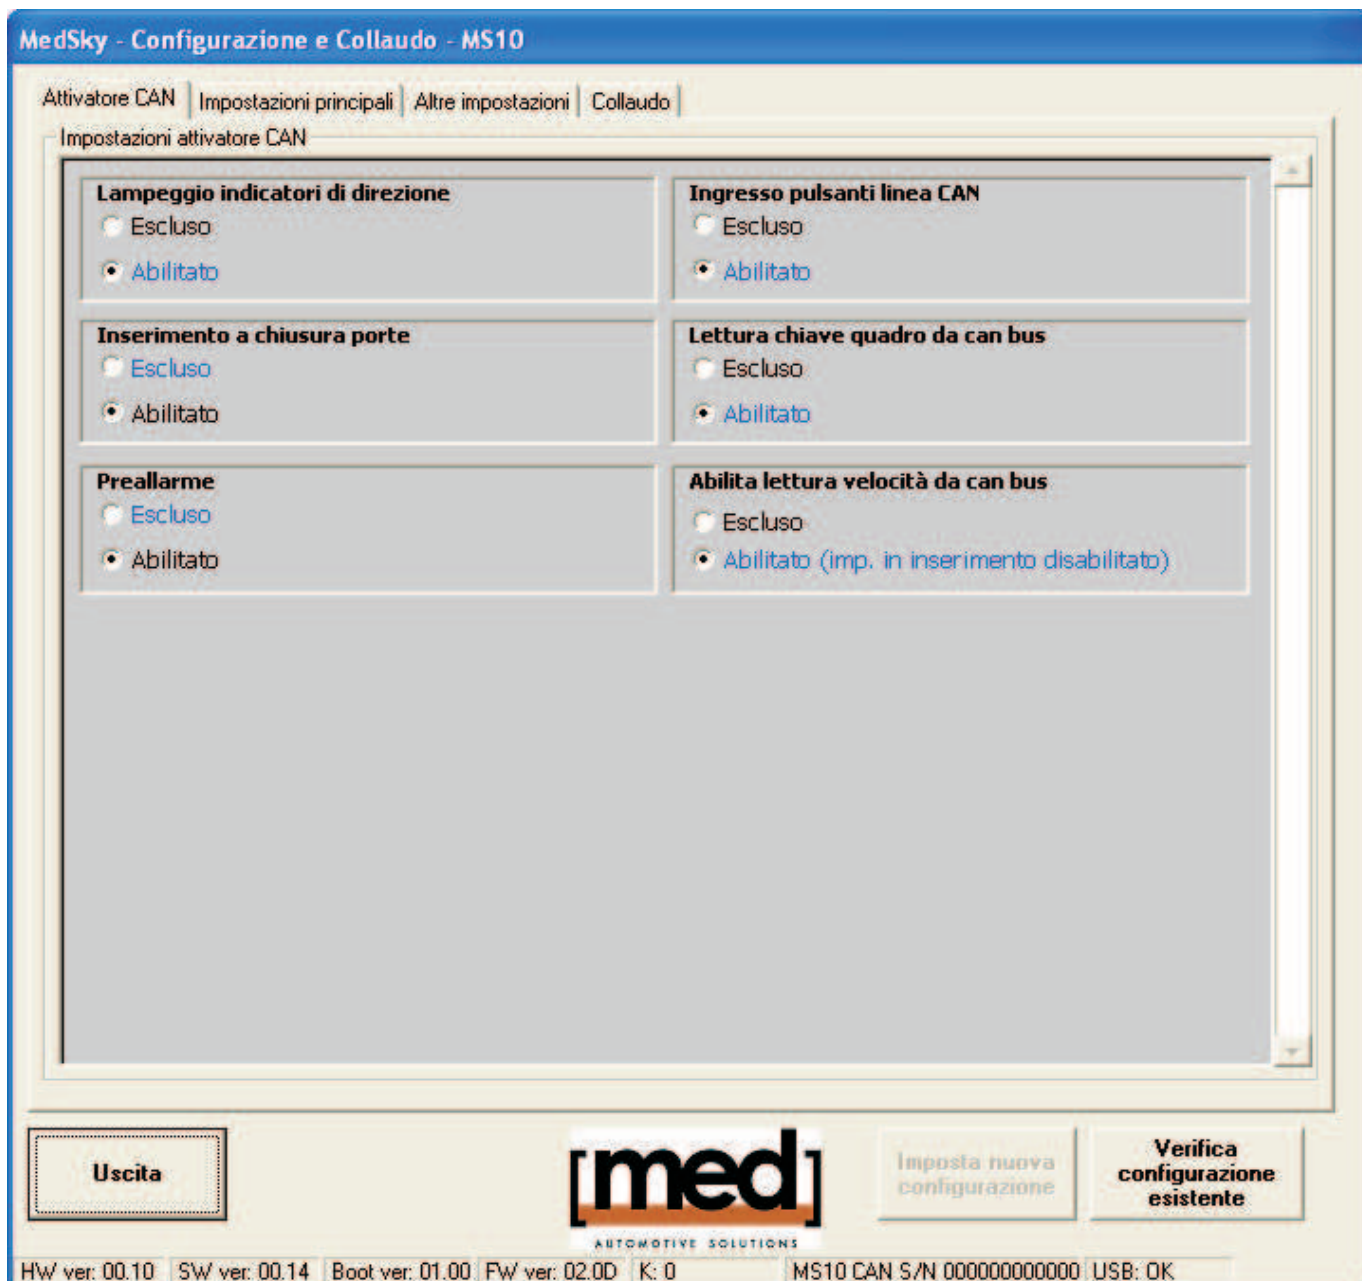 MedSky - Configurazione e Collaudo - MS10
Attivatore CAN Impostazioni principali Altre impostazioni Collaudo
Impostazioni attivatore CAN
Lampeggio indicatori di direzione
Escluso
Abilitato
Ingresso pulsanti linea CAN
Escluso
Abilitato
Inserimento a chiusura porte
Escluso
Abilitato
Lettura chiave quadro da can bus
Escluso
Abilitato
Preallarme
Escluso
Abilitato
Abilita lettura velocità da can bus
Escluso
Abilitato (imp. in inserimento disabilitato)
Uscita
[med]
AUTOMOTIVE SOLUTIONS
Imposta nuova
configurazione
Verifica
configurazione
esistente
HW ver: 00.10 SW ver: 00.14 Boot ver: 01.00 FW ver: 02.0D K: 0 MS10 CAN S/N 000000000000 USB: OK